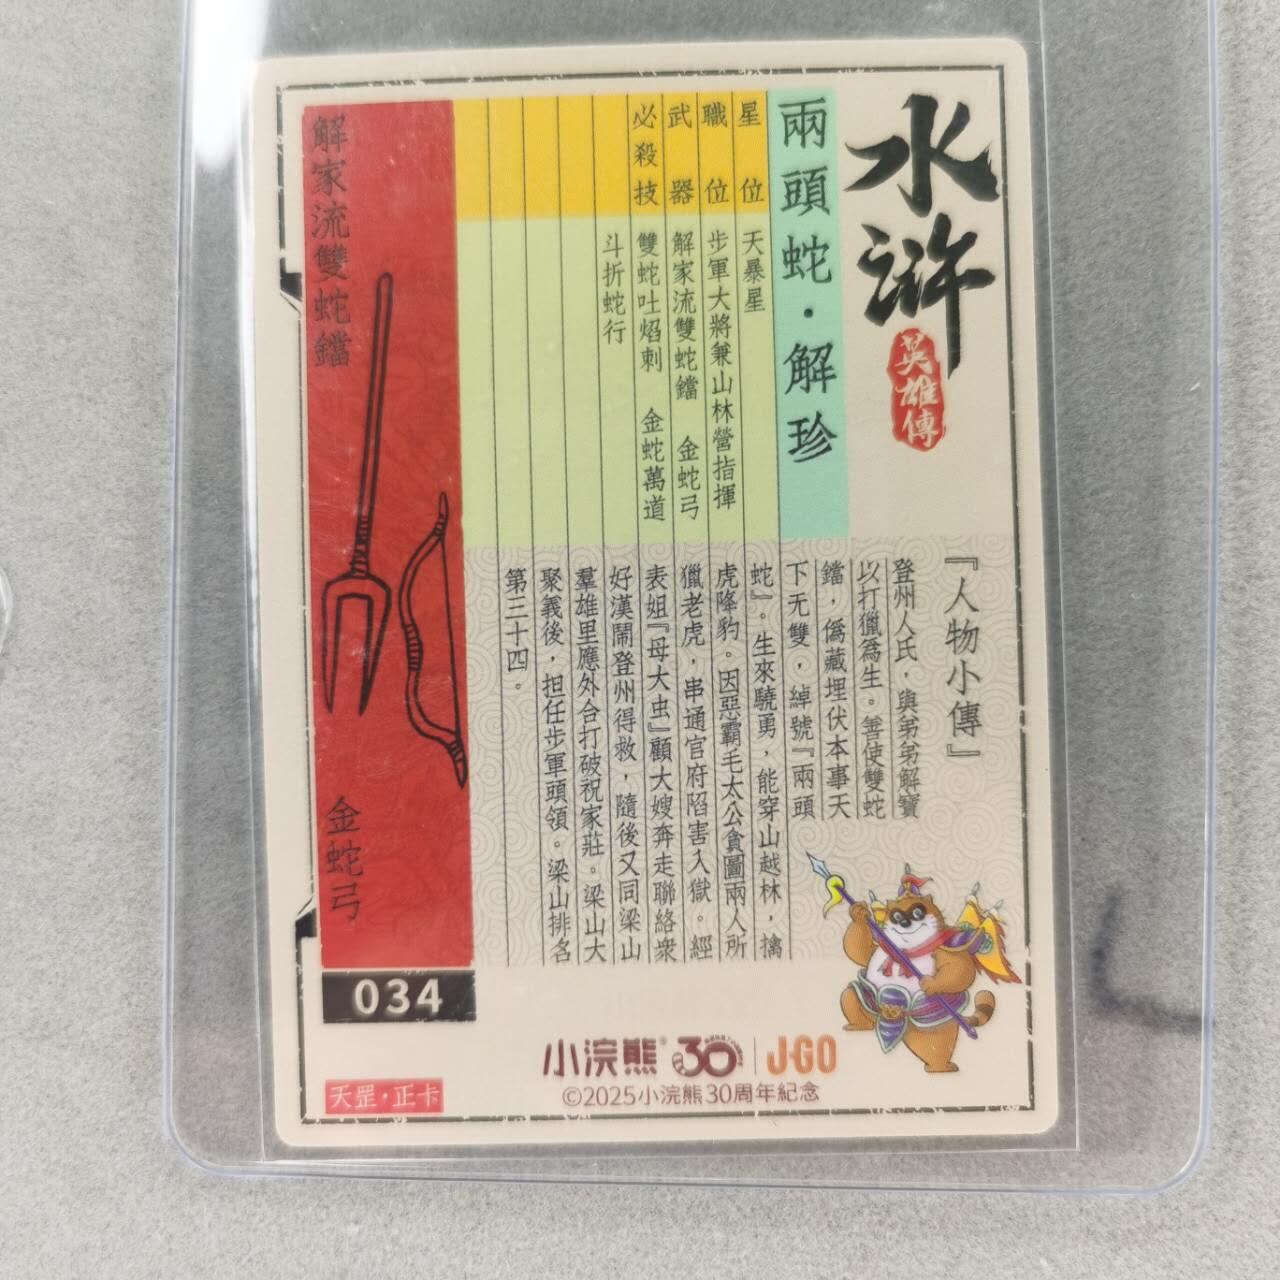 水滸
英雄傳
兩頭蛇·解珍
星位 天暴星
職位 步軍大將兼山林營指揮
武器 解家流雙蛇鐺 金蛇弓
必殺技 雙蛇吐焰刺 金蛇萬道
斗折蛇行
『人物小傳』
登州人氏，與弟弟解寶
以打獵爲生。善使雙蛇
鐺，僞藏埋伏本事天
下无雙，綽號『兩頭
蛇』。生來驍勇，能穿山越林，擒
虎降豹。因惡霸毛太公貪圖兩人所
獵老虎，串通官府陷害入獄。經
表姐『母大虫』顧大嫂奔走聯絡衆
好漢鬧登州得救，隨後又同梁山
羣雄里應外合打破祝家莊。梁山大
聚義後，担任步軍頭領。梁山排名
第三十四。
解家流雙蛇鐺
金蛇弓
034
天罡·正卡
小浣熊® 30 J·GO
©2025小浣熊30周年紀念